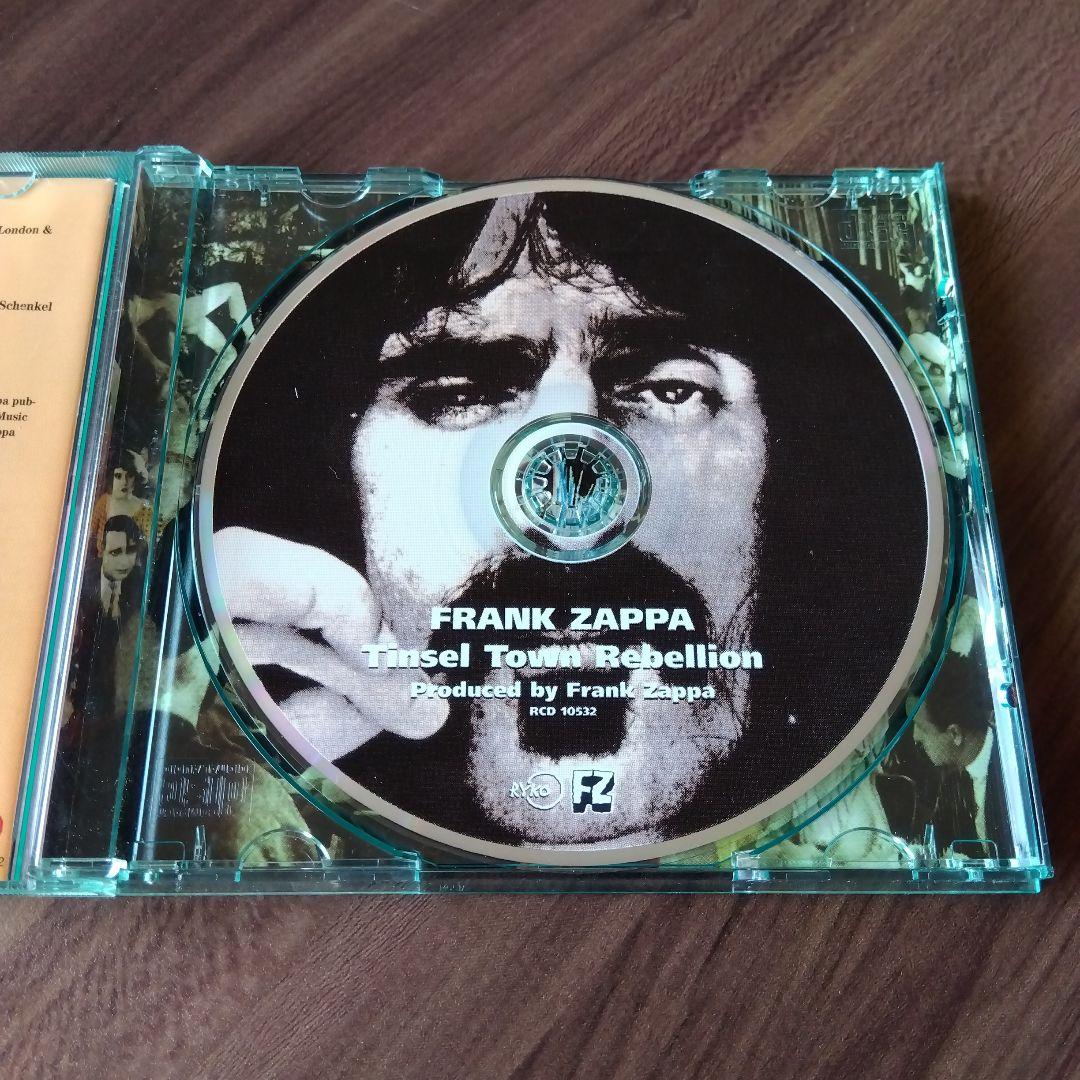 London &
Schenkel
pa pub-
Music
ppa
FRANK ZAPPA
Tinsel Town Rebellion
Produced by Frank Zappa
RCD 10532
RYKO
FZ